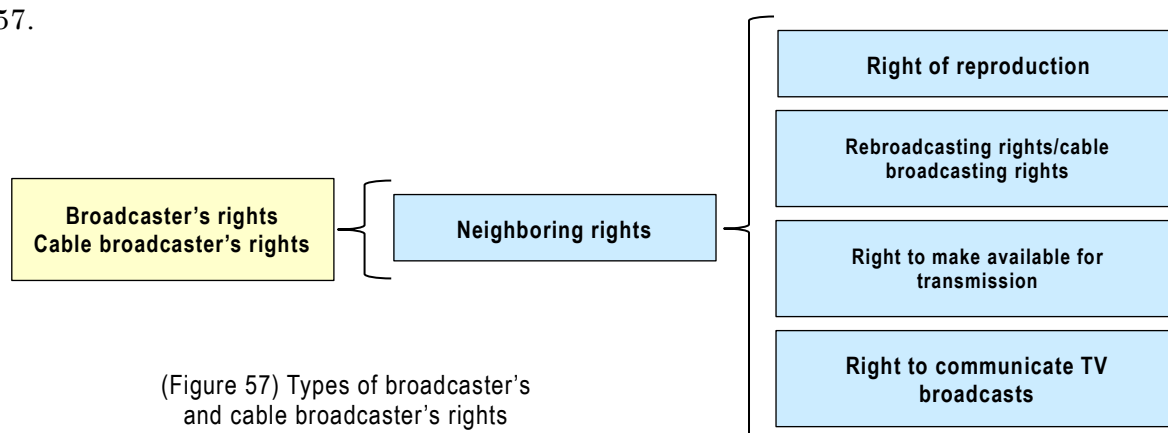 57.
Right of reproduction
Rebroadcasting rights/cable
broadcasting rights
Broadcaster's rights
Cable broadcaster's rights
Neighboring rights
Right to make available for
transmission
Right to communicate TV
broadcasts
(Figure 57) Types of broadcaster's
and cable broadcaster's rights